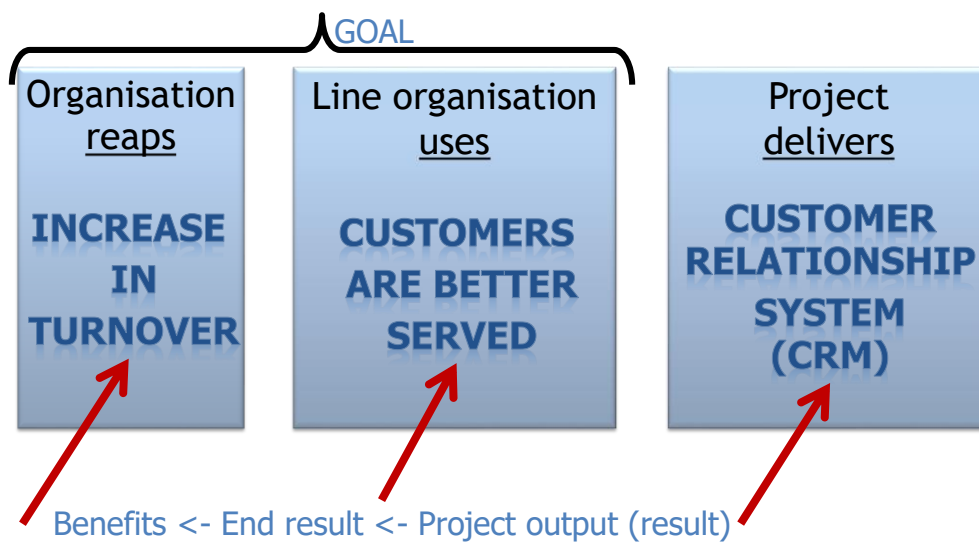 GOAL
Organisation
reaps
INCREASE
IN
TURNOVER
Line organisation
uses
CUSTOMERS
ARE BETTER
SERVED
Project
delivers
CUSTOMER
RELATIONSHIP
SYSTEM
(CRM)
Benefits <- End result <- Project output (result)